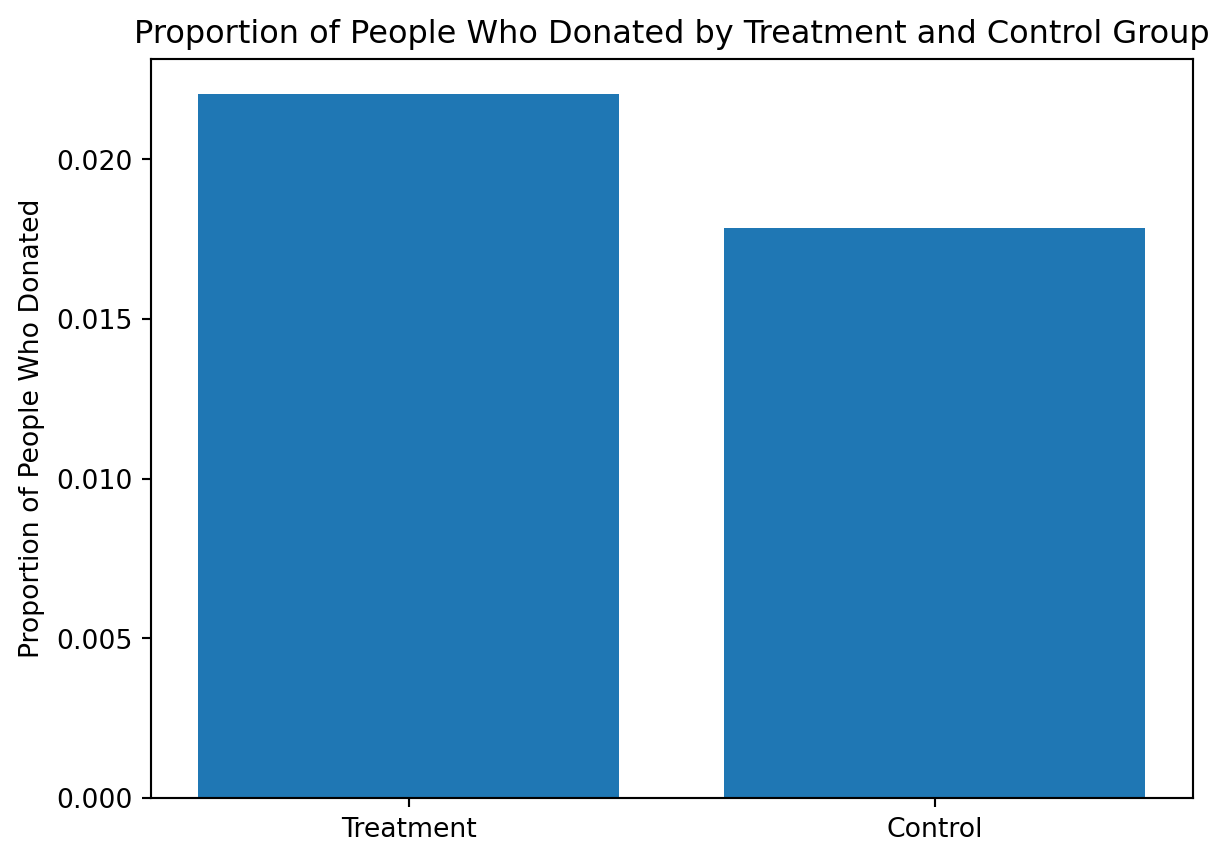 Proportion of People Who Donated by Treatment and Control Group
Proportion of People Who Donated
0.020
0.015
0.010
0.005
0.000
Treatment
Control